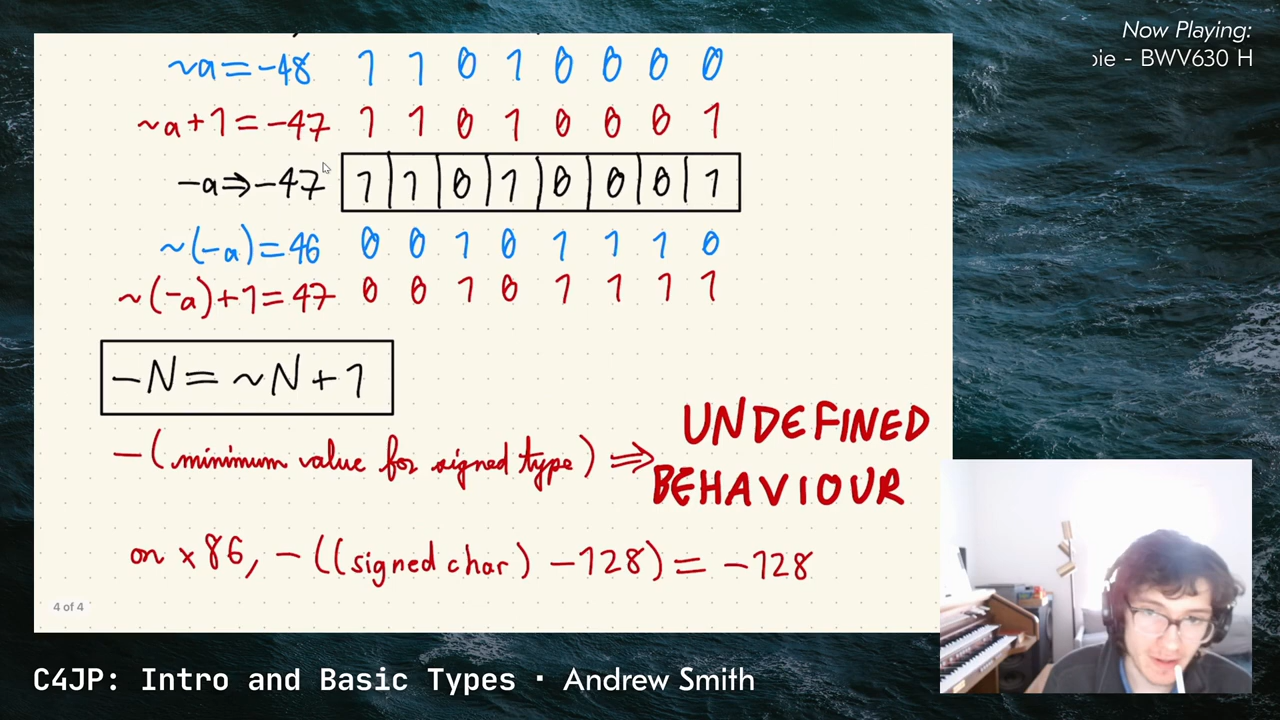 Now Playing:
ɔie - BWV630 H
~a = -48 1 1 0 1 0 0 0 0
~a + 1 = -47 1 1 0 1 0 0 0 1
-a ⇒ -47 1 1 0 1 0 0 0 1
~(-a) = 46 0 0 1 0 1 1 1 0
~(-a) + 1 = 47 0 0 1 0 1 1 1 1
-N = ~N + 1
-(minimum value for signed type) ⇒ UNDEFINED
BEHAVIOUR
on x86, -((signed char) -128) = -128
4 of 4
C4JP: Intro and Basic Types · Andrew Smith